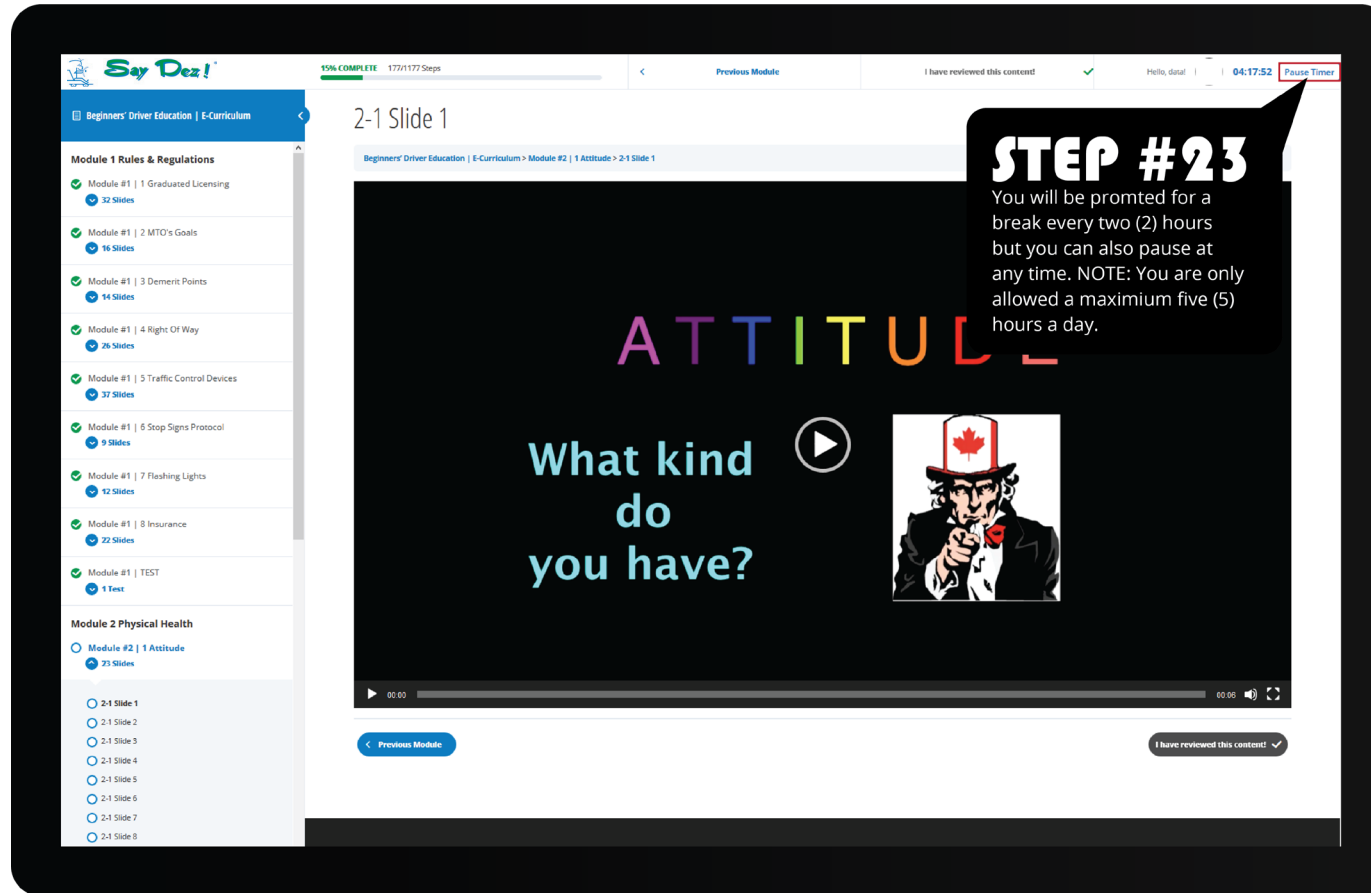 Say Dez!
15% COMPLETE 177/1177 Steps
Previous Module
I have reviewed this content!
Hello, data!
04:17:52
Pause Timer
Beginners' Driver Education | E-Curriculum
2-1 Slide 1
Beginners' Driver Education | E-Curriculum > Module #2 | 1 Attitude > 2-1 Slide 1
STEP #23
You will be promted for a
break every two (2) hours
but you can also pause at
any time. NOTE: You are only
allowed a maximium five (5)
hours a day.
Module 1 Rules & Regulations
Module #1 | 1 Graduated Licensing
32 Slides
Module #1 | 2 MTO's Goals
16 Slides
Module #1 | 3 Demerit Points
14 Slides
Module #1 | 4 Right Of Way
26 Slides
Module #1 | 5 Traffic Control Devices
37 Slides
Module #1 | 6 Stop Signs Protocol
9 Slides
Module #1 | 7 Flashing Lights
12 Slides
Module #1 | 8 Insurance
22 Slides
Module #1 | TEST
1 Test
Module 2 Physical Health
Module #2 | 1 Attitude
23 Slides
2-1 Slide 1
2-1 Slide 2
2-1 Slide 3
2-1 Slide 4
2-1 Slide 5
2-1 Slide 6
2-1 Slide 7
2-1 Slide 8
ATTITUDE
What kind
do
you have?
00:00
00:06
Previous Module
I have reviewed this content!